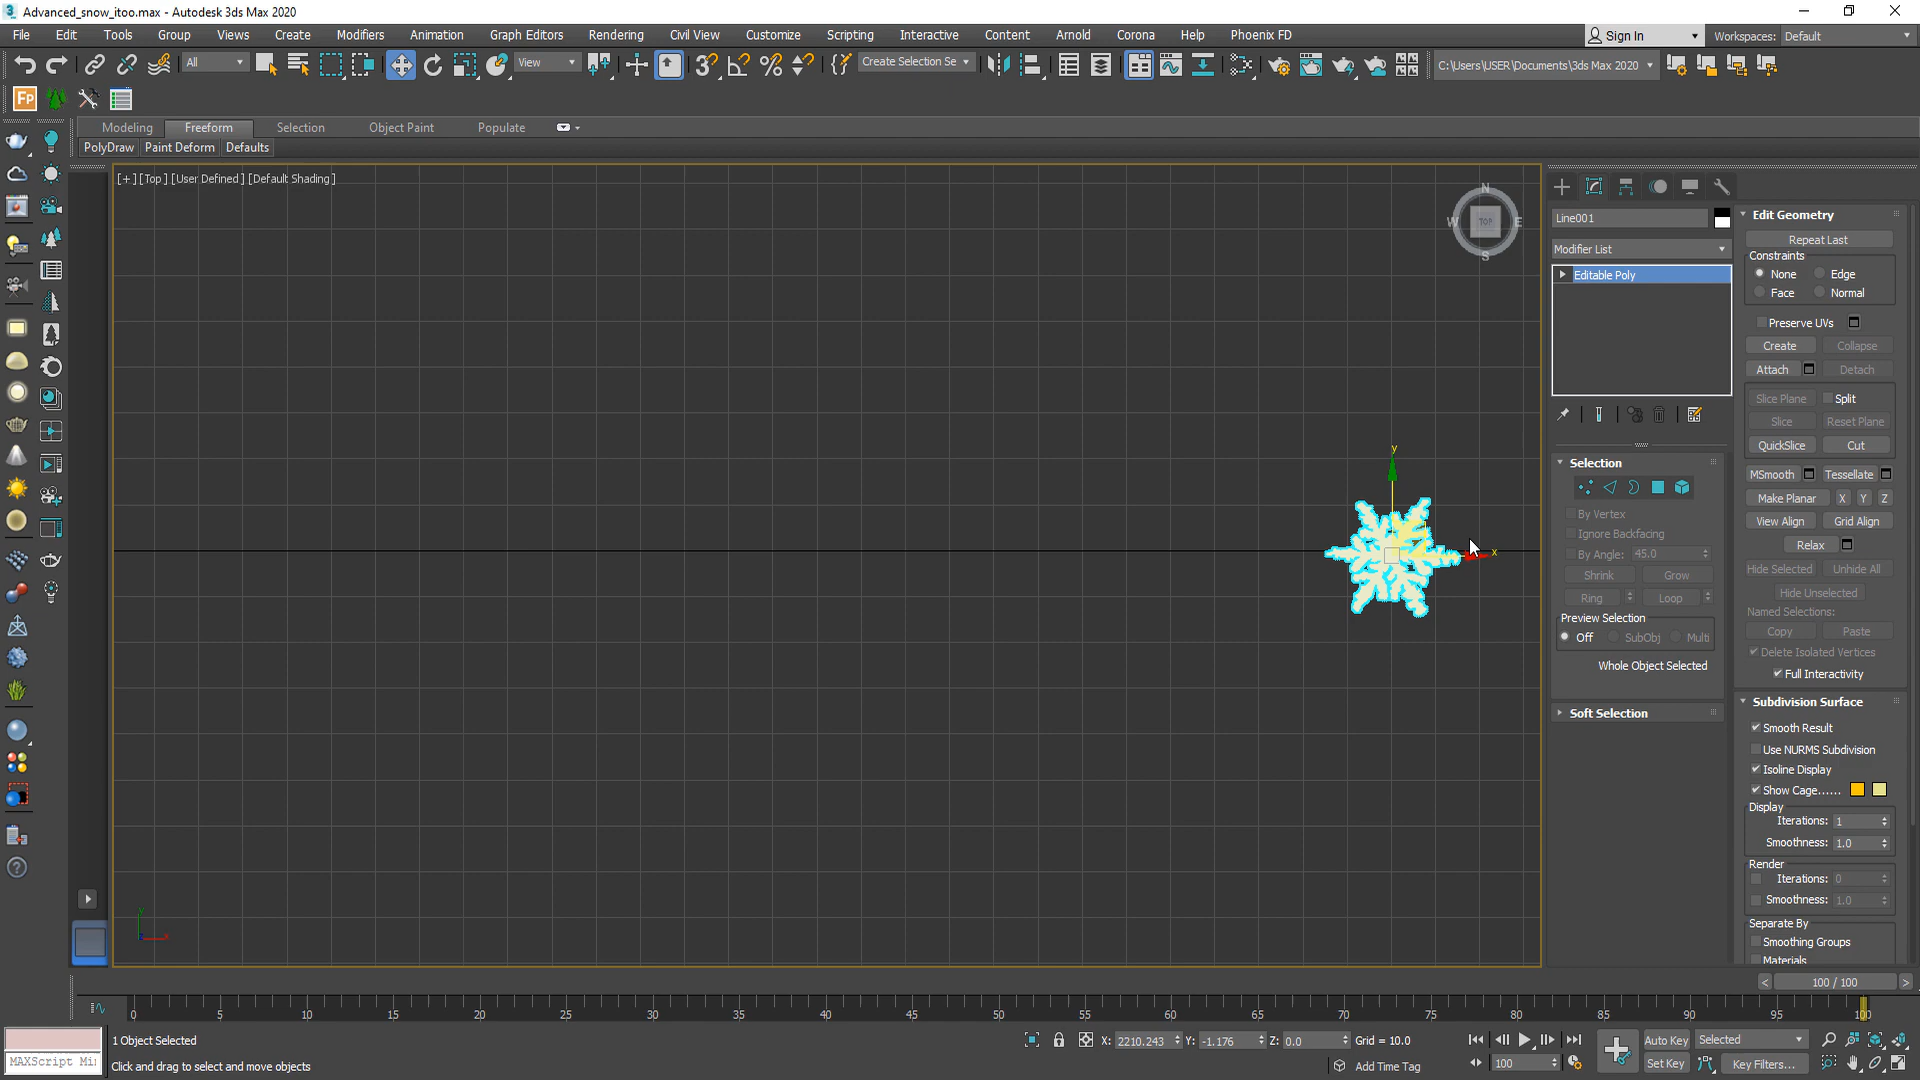 Advanced_snow_itoo.max - Autodesk 3ds Max 2020
File Edit Tools Group Views Create Modifiers Animation Graph Editors Rendering Civil View Customize Scripting Interactive Content Arnold Corona Help Phoenix FD Sign In Workspaces: Default
All View Create Selection Se C:\Users\USER\Documents\3ds Max 2020
Modeling Freeform Selection Object Paint Populate
PolyDraw Paint Deform Defaults
[+] [Top] [User Defined] [Default Shading]
N
W TOP E
S
Line001
Modifier List
Editable Poly
Selection
By Vertex
Ignore Backfacing
By Angle: 45.0
Shrink Grow
Ring Loop
Preview Selection
Off SubObj Multi
Whole Object Selected
Soft Selection
Edit Geometry
Repeat Last
Constraints
None Edge
Face Normal
Preserve UVs
Create Collapse
Attach Detach
Slice Plane Split
Slice Reset Plane
QuickSlice Cut
MSmooth Tessellate
Make Planar X Y Z
View Align Grid Align
Relax
Hide Selected Unhide All
Hide Unselected
Named Selections:
Copy Paste
Delete Isolated Vertices
Full Interactivity
Subdivision Surface
Smooth Result
Use NURMS Subdivision
Isoline Display
Show Cage......
Display
Iterations: 1
Smoothness: 1.0
Render
Iterations: 0
Smoothness: 1.0
Separate By
Smoothing Groups
Materials
y
x
< 100 / 100 >
0 5 10 15 20 25 30 35 40 45 50 55 60 65 70 75 80 85 90 95 100
1 Object Selected X: 2210.243 Y: -1.176 Z: 0.0 Grid = 10.0 Auto Key Selected
MAXScript Mi Click and drag to select and move objects Add Time Tag 100 Set Key Key Filters...